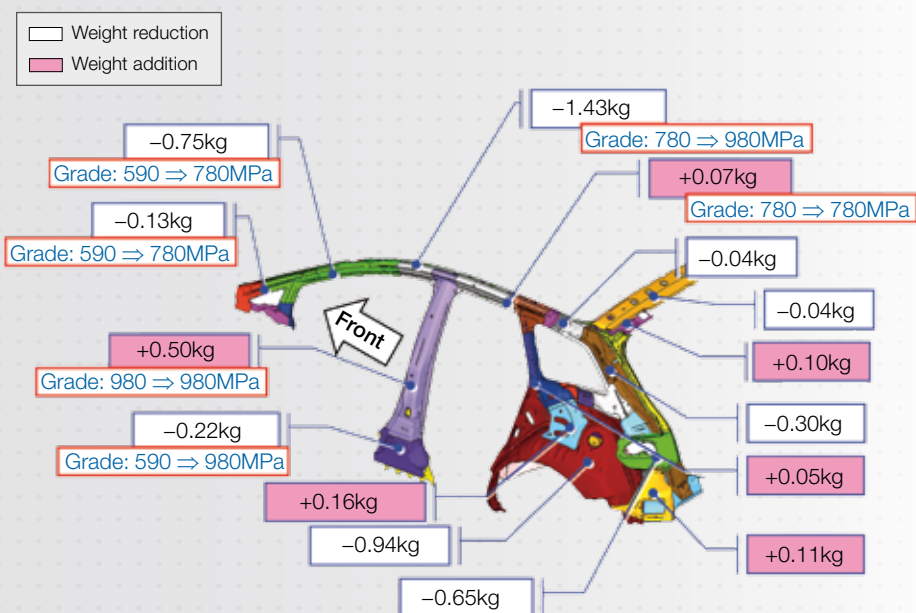 Weight reduction
Weight addition
−1.43kg
Grade: 780 ⇒ 980MPa
−0.75kg
Grade: 590 ⇒ 780MPa
+0.07kg
Grade: 780 ⇒ 780MPa
−0.13kg
Grade: 590 ⇒ 780MPa
−0.04kg
−0.04kg
Front
+0.50kg
Grade: 980 ⇒ 980MPa
+0.10kg
−0.22kg
Grade: 590 ⇒ 980MPa
−0.30kg
+0.05kg
+0.16kg
−0.94kg
+0.11kg
−0.65kg